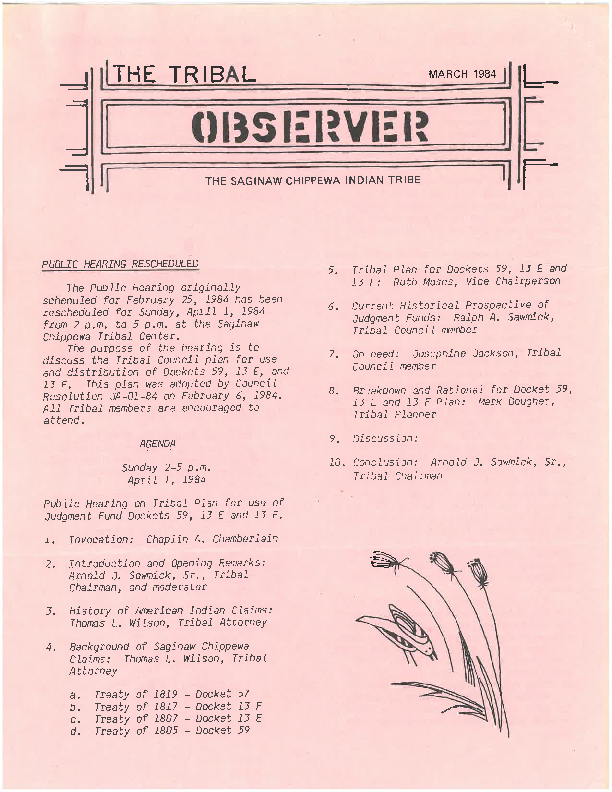 THE TRIBAL
MARCH 1984
OBSERVER
THE SAGINAW CHIPPEWA INDIAN TRIBE
PUBLIC HEARING RESCHEDULED
The Public Hearing originally
scheduled for February 25, 1984 has been
rescheduled for Sunday, April 1, 1984
from 2 p.m. to 5 p.m. at the Saginaw
Chippewa Tribal Center.
The purpose of the hearing is to
discuss the Tribal Council plan for use
and distribution of Dockets 59, 13 E, and
13 F. This plan was adopted by Council
Resolution JA-01-84 on February 6, 1984.
All Tribal members are encouraged to
attend.
AGENDA
Sunday 2-5 p.m.
April 1, 1984
Public Hearing on Tribal Plan for use of
Judgment Fund Dockets 59, 13 E and 13 F.
1. Invocation: Chaplin A. Chamberlain
2. Introduction and Opening Remarks:
Arnold J. Sowmick, Sr., Tribal
Chairman, and moderator
3. History of American Indian Claims:
Thomas L. Wilson, Tribal Attorney
4. Background of Saginaw Chippewa
Claims: Thomas L. Wilson, Tribal
Attorney
a. Treaty of 1819 - Docket 57
b. Treaty of 1817 - Docket 13 F
c. Treaty of 1807 - Docket 13 E
d. Treaty of 1805 - Docket 59
5. Tribal Plan for Dockets 59, 13 E and
13 F: Ruth Moses, Vice Chairperson
6. Current Historical Prospective of
Judgment Funds: Ralph A. Sawmick,
Tribal Council member
7. On need: Josephine Jackson, Tribal
Council member
8. Breakdown and Rational for Docket 59,
13 E and 13 F Plan: Mark Dougher,
Tribal Planner
9. Discussion:
10. Conclusion: Arnold J. Sowmick, Sr.,
Tribal Chairman